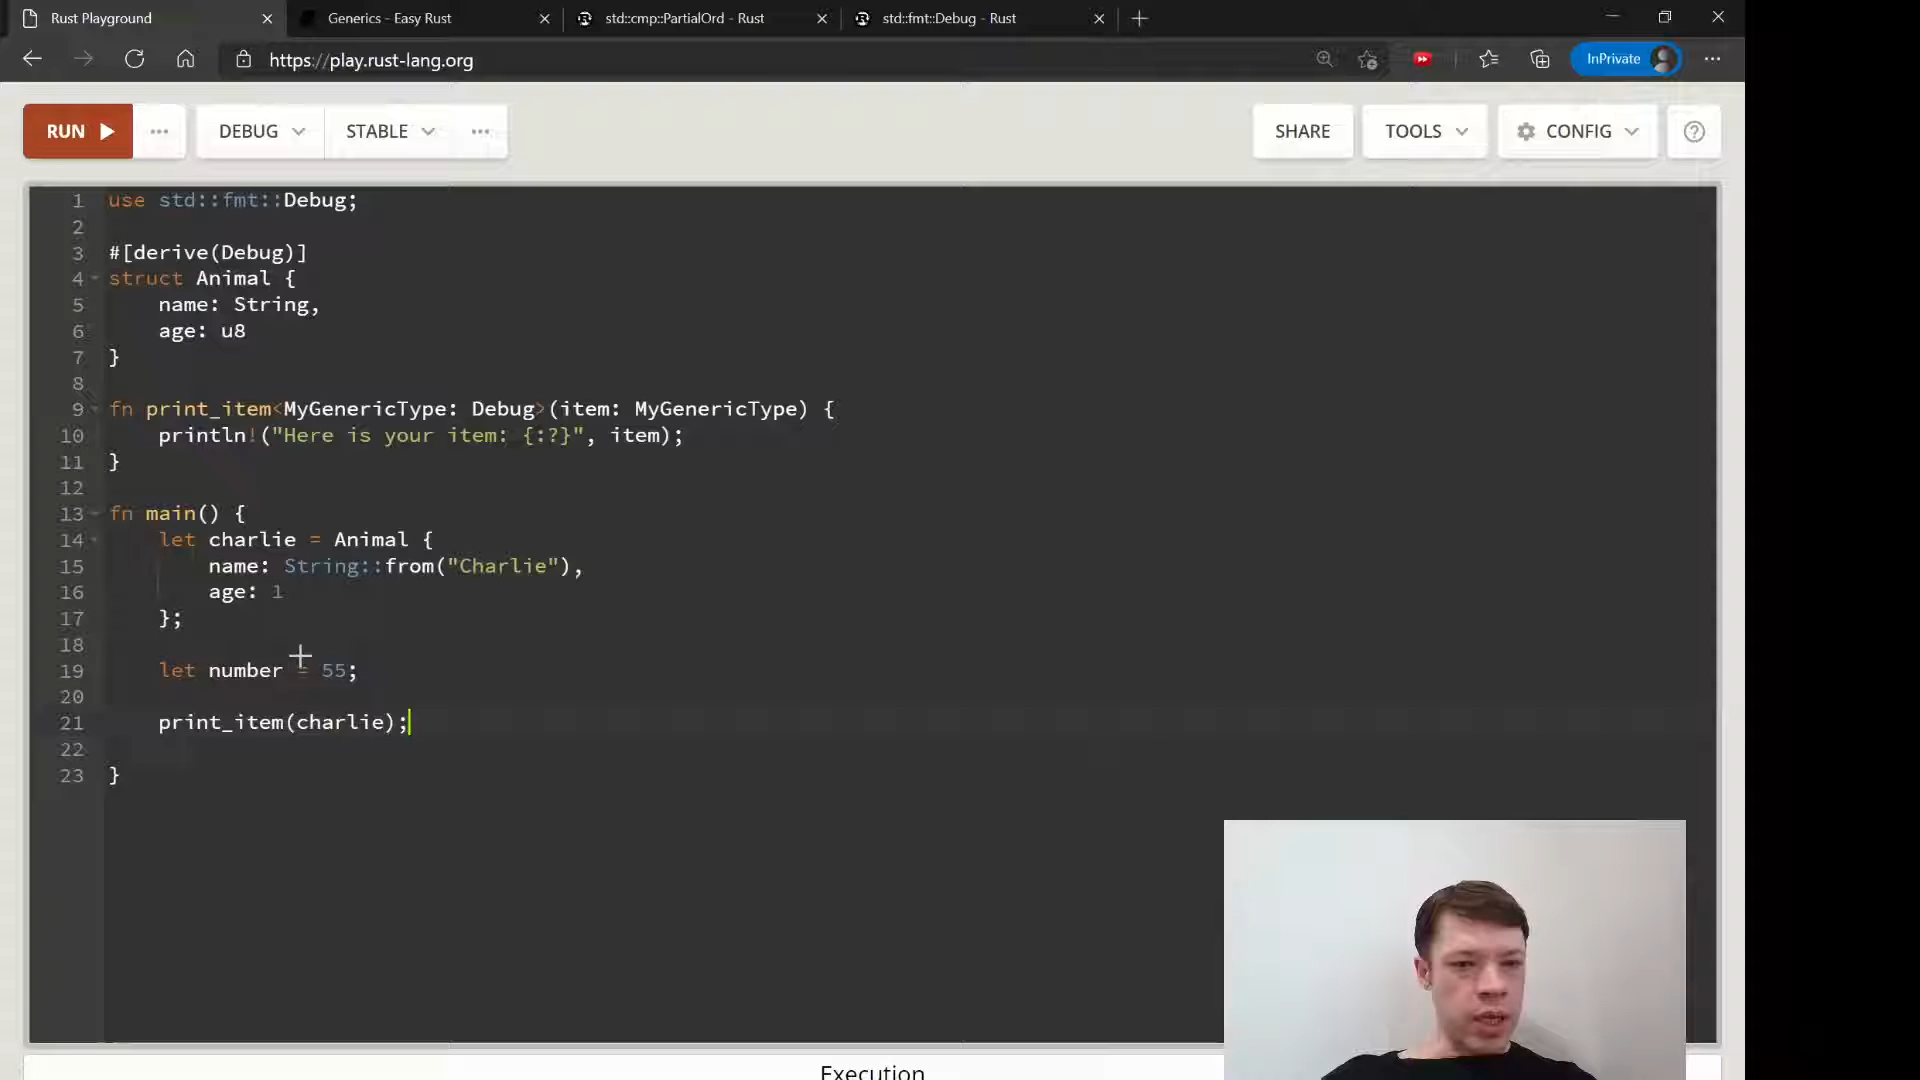 Rust Playground
Generics - Easy Rust
std::cmp::PartialOrd - Rust
std::fmt::Debug - Rust
https://play.rust-lang.org
InPrivate
RUN
DEBUG
STABLE
SHARE
TOOLS
CONFIG
1 use std::fmt::Debug;
2
3 #[derive(Debug)]
4 struct Animal {
5     name: String,
6     age: u8
7 }
8
9 fn print_item<MyGenericType: Debug>(item: MyGenericType) {
10     println!("Here is your item: {:?}", item);
11 }
12
13 fn main() {
14     let charlie = Animal {
15         name: String::from("Charlie"),
16         age: 1
17     };
18
19     let number = 55;
20
21     print_item(charlie);
22
23 }
Execution